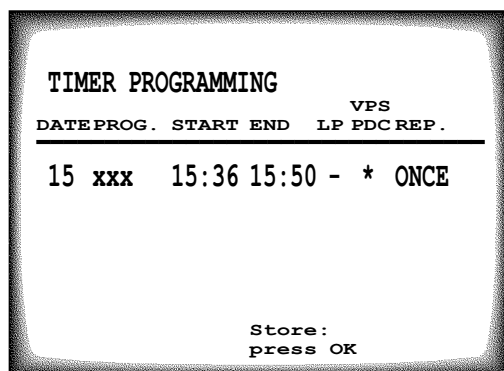 TIMER PROGRAMMING
VPS
DATE PROG. START END LP PDC REP.
15 xxx 15:36 15:50 - * ONCE
Store:
press OK